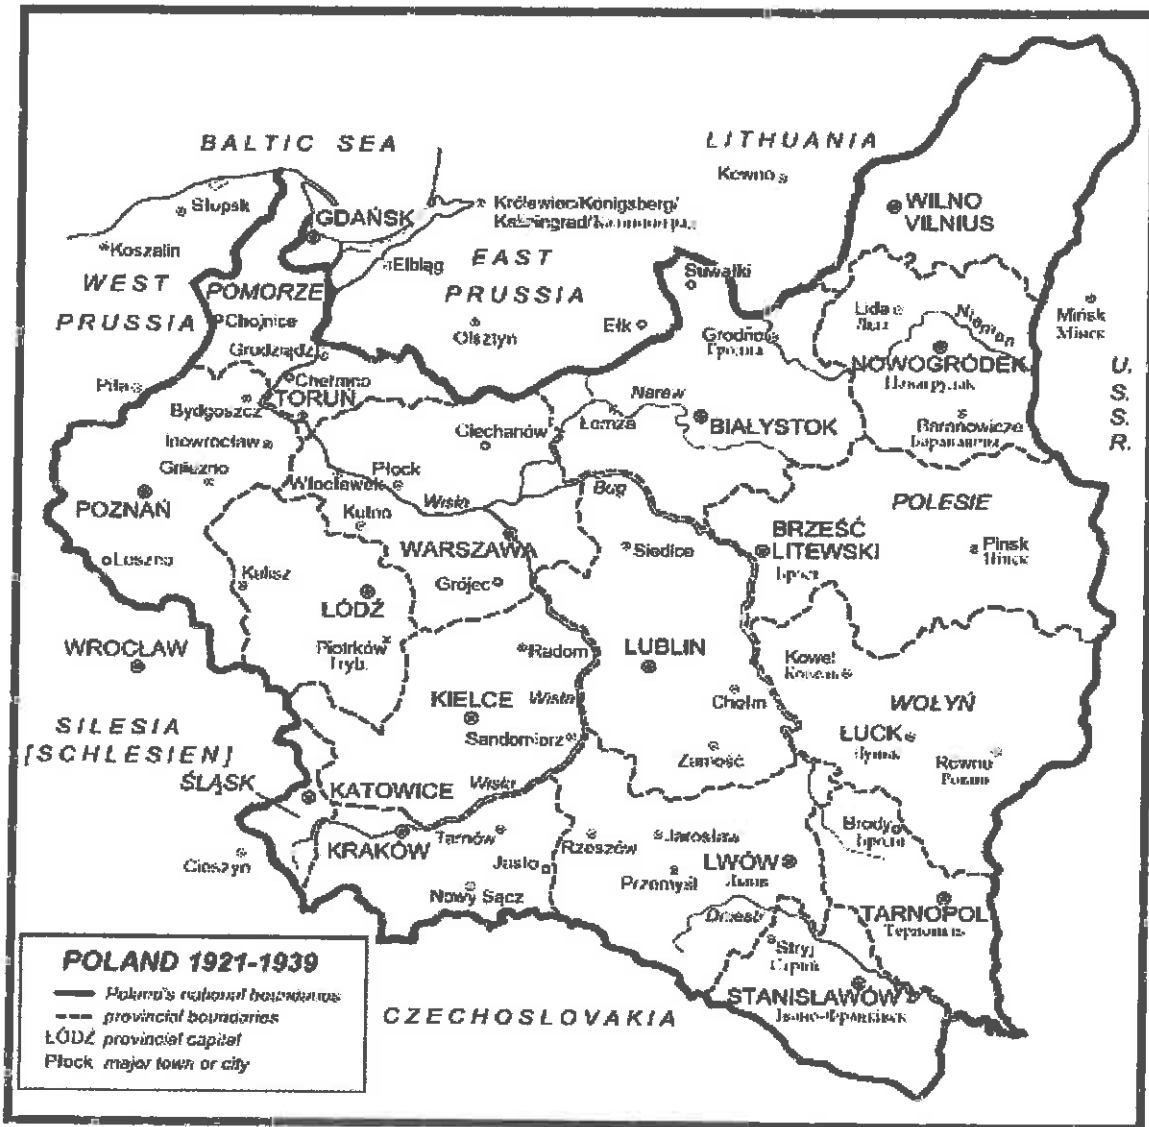 BALTIC SEA
LITHUANIA
Kowno
Słupsk
Królewiec/Königsberg/
GDAŃSK
WILNO
VILNIUS
Koszalin
Elbląg
EAST
PRUSSIA
WEST
PRUSSIA
POMORZE
Suwałki
Chojnice
Olsztyn
Ełk
Grodno
Lida
Niemen
Mińsk
Минск
Grudziądz
NOWOGRÓDEK
U.
S.
S.
R.
Piła
Chełmno
Bydgoszcz
TORUŃ
Narew
Łomża
BIAŁYSTOK
Baranowicze
Inowrocław
Ciechanów
Gniezno
Włocławek
Płock
Wisła
Bug
POLESIE
POZNAŃ
Kutno
WARSZAWA
Siedlce
BRZEŚĆ
LITEWSKI
Pinsk
Leszno
Kalisz
ŁÓDŹ
Grójec
WROCŁAW
Piotrków
Tryb.
Radom
LUBLIN
Kowel
KIELCE
Wisła
Chełm
WOŁYŃ
SILESIA
[SCHLESIEN]
Sandomierz
Zamość
ŁUCK
Równo
ŚLĄSK
KATOWICE
Wisła
Brody
KRAKÓW
Tarnów
Rzeszów
Jarosław
Cieszyn
Jasło
LWÓW
Przemyśl
Nowy Sącz
Dniestr
TARNOPOL
Stryj
STANISŁAWÓW
CZECHOSLOVAKIA
POLAND 1921-1939
Poland's national boundaries
provincial boundaries
ŁÓDŹ provincial capital
Płock major town or city